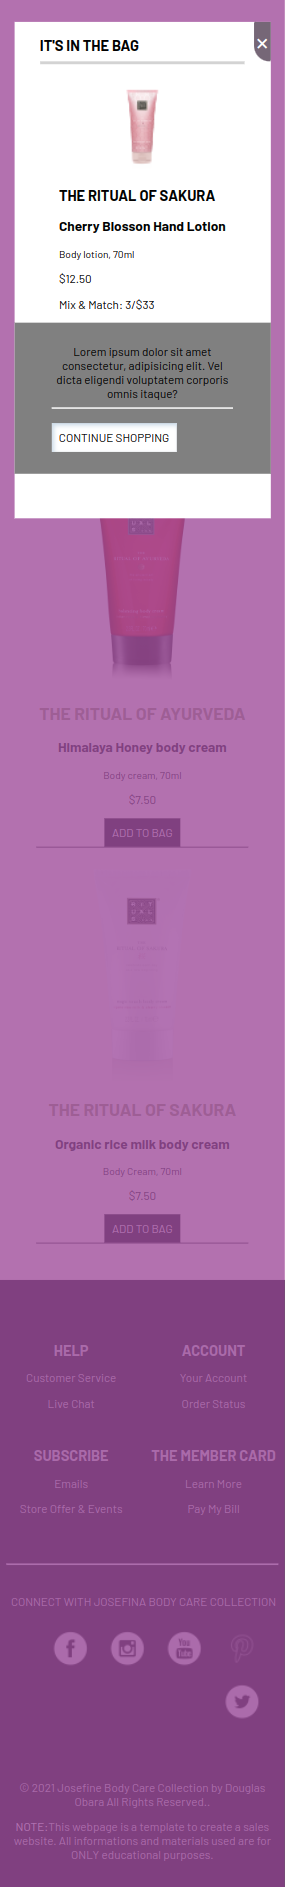 IT'S IN THE BAG
THE RITUAL OF SAKURA
Cherry Blosson Hand Lotion
Body lotion, 70ml
$12.50
Mix & Match: 3/$33
Lorem ipsum dolor sit amet
consectetur, adipisicing elit. Vel
dicta eligendi voluptatem corporis
omnis itaque?
CONTINUE SHOPPING
THE RITUAL OF AYURVEDA
Himalaya Honey body cream
Body cream, 70ml
$7.50
ADD TO BAG
THE RITUAL OF SAKURA
Organic rice milk body cream
Body Cream, 70ml
$7.50
ADD TO BAG
HELP
Customer Service
Live Chat
ACCOUNT
Your Account
Order Status
SUBSCRIBE
Emails
Store Offer & Events
THE MEMBER CARD
Learn More
Pay My Bill
CONNECT WITH JOSEFINA BODY CARE COLLECTION
You
Tube
© 2021 Josefine Body Care Collection by Douglas
Obara All Rights Reserved..
NOTE:This webpage is a template to create a sales
website. All informations and materials used are for
ONLY educational purposes.